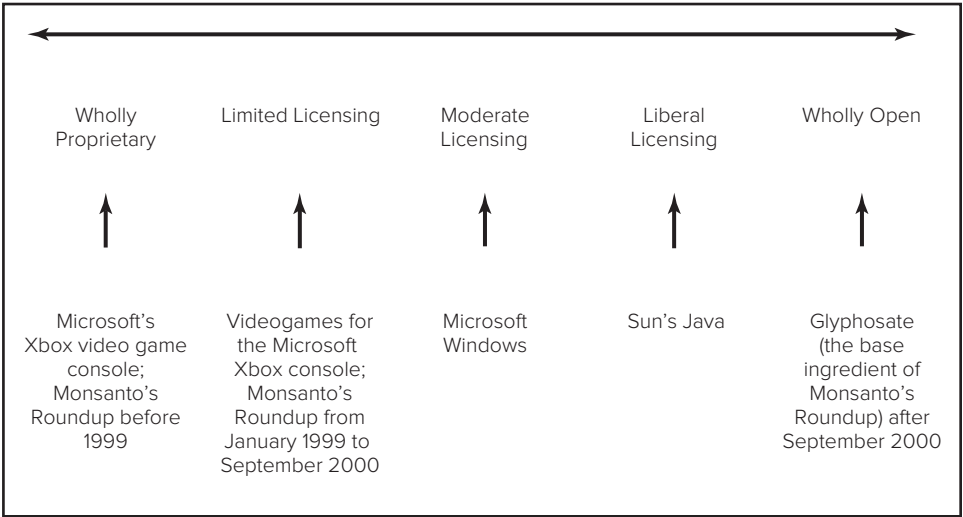 Wholly
Proprietary
Limited Licensing
Moderate
Licensing
Liberal
Licensing
Wholly Open
Microsoft's
Xbox video game
console;
Monsanto's
Roundup before
1999
Videogames for
the Microsoft
Xbox console;
Monsanto's
Roundup from
January 1999 to
September 2000
Microsoft
Windows
Sun's Java
Glyphosate
(the base
ingredient of
Monsanto's
Roundup) after
September 2000